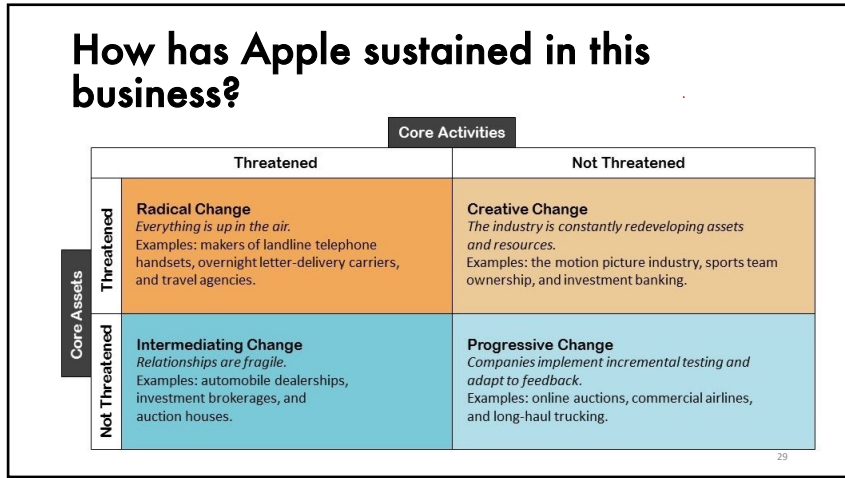 How has Apple sustained in this
business?
Core Activities
Threatened
Not Threatened
Core Assets
Threatened
Radical Change
Everything is up in the air.
Examples: makers of landline telephone
handsets, overnight letter-delivery carriers,
and travel agencies.
Creative Change
The industry is constantly redeveloping assets
and resources.
Examples: the motion picture industry, sports team
ownership, and investment banking.
Not Threatened
Intermediating Change
Relationships are fragile.
Examples: automobile dealerships,
investment brokerages, and
auction houses.
Progressive Change
Companies implement incremental testing and
adapt to feedback.
Examples: online auctions, commercial airlines,
and long-haul trucking.
29